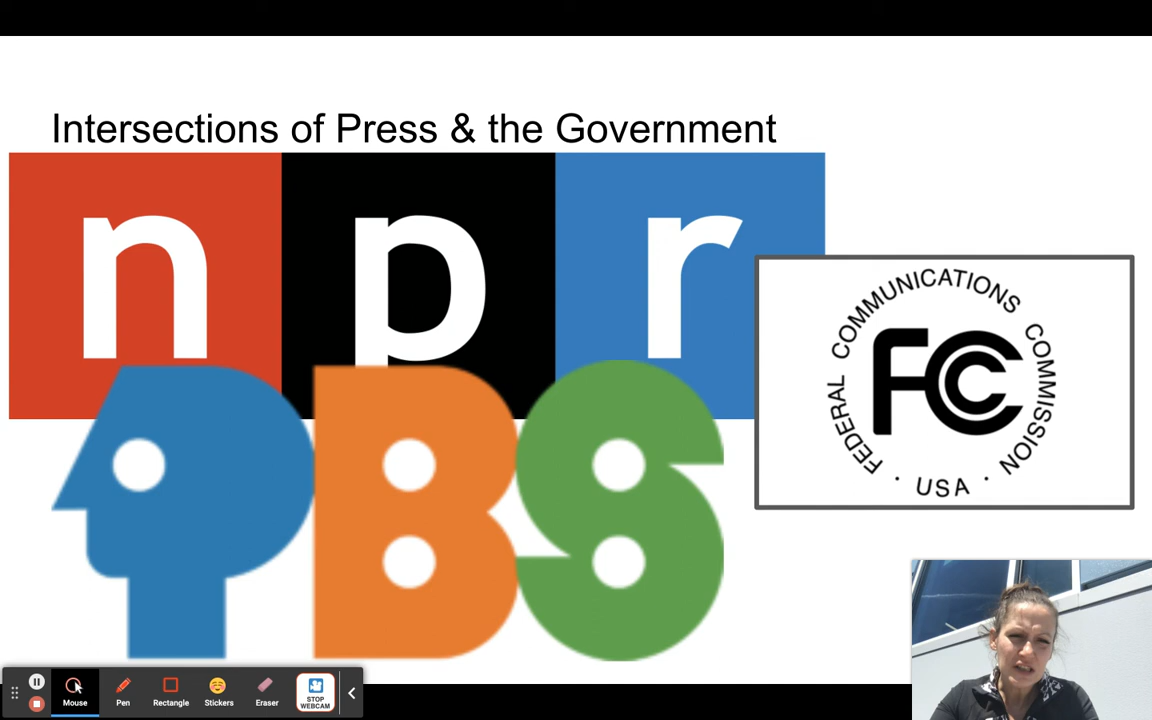 Intersections of Press & the Government
npr
PBS
FEDERAL COMMUNICATIONS COMMISSION
FCC
· USA ·
Mouse
Pen
Rectangle
Stickers
Eraser
STOP
WEBCAM